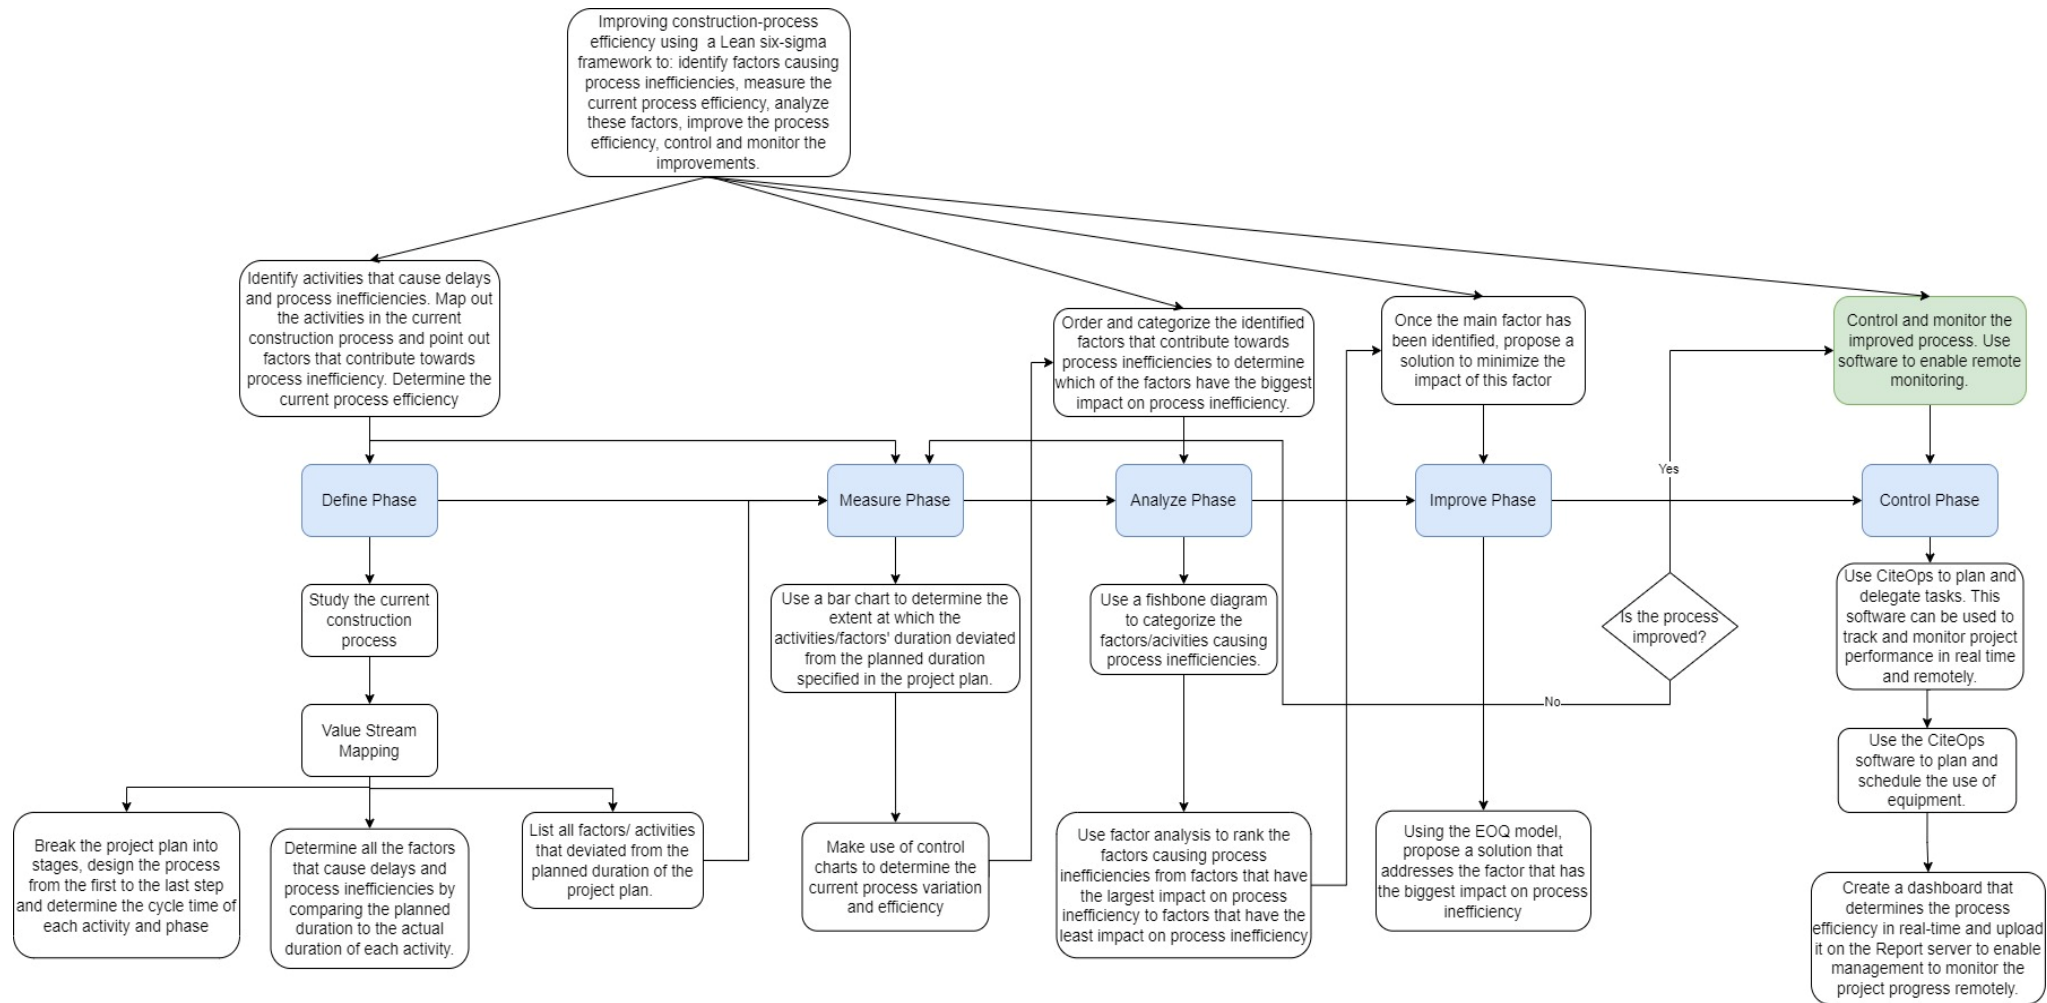 Improving construction-process
efficiency using a Lean six-sigma
framework to: identify factors causing
process inefficiencies, measure the
current process efficiency, analyze
these factors, improve the process
efficiency, control and monitor the
improvements.
Identify activities that cause delays
and process inefficiencies. Map out
the activities in the current
construction process and point out
factors that contribute towards
process inefficiency. Determine the
current process efficiency
Order and categorize the identified
factors that contribute towards
process inefficiencies to determine
which of the factors have the biggest
impact on process inefficiency.
Once the main factor has
been identified, propose a
solution to minimize the
impact of this factor
Control and monitor the
improved process. Use
software to enable remote
monitoring.
Yes
Define Phase
Measure Phase
Analyze Phase
Improve Phase
Control Phase
Study the current
construction
process
Use a bar chart to determine the
extent at which the
activities/factors' duration deviated
from the planned duration
specified in the project plan.
Use a fishbone diagram
to categorize the
factors/acivities causing
process inefficiencies.
Is the process
improved?
Use CiteOps to plan and
delegate tasks. This
software can be used to
track and monitor project
performance in real time
and remotely.
No
Value Stream
Mapping
Use the CiteOps
software to plan and
schedule the use of
equipment.
Break the project plan into
stages, design the process
from the first to the last step
and determine the cycle time of
each activity and phase
Determine all the factors
that cause delays and
process inefficiencies by
comparing the planned
duration to the actual
duration of each activity.
List all factors/ activities
that deviated from the
planned duration of the
project plan.
Make use of control
charts to determine the
current process variation
and efficiency
Use factor analysis to rank the
factors causing process
inefficiencies from factors that have
the largest impact on process
inefficiency to factors that have the
least impact on process inefficiency
Using the EOQ model,
propose a solution that
addresses the factor that has
the biggest impact on process
inefficiency
Create a dashboard that
determines the process
efficiency in real-time and upload
it on the Report server to enable
management to monitor the
project progress remotely.